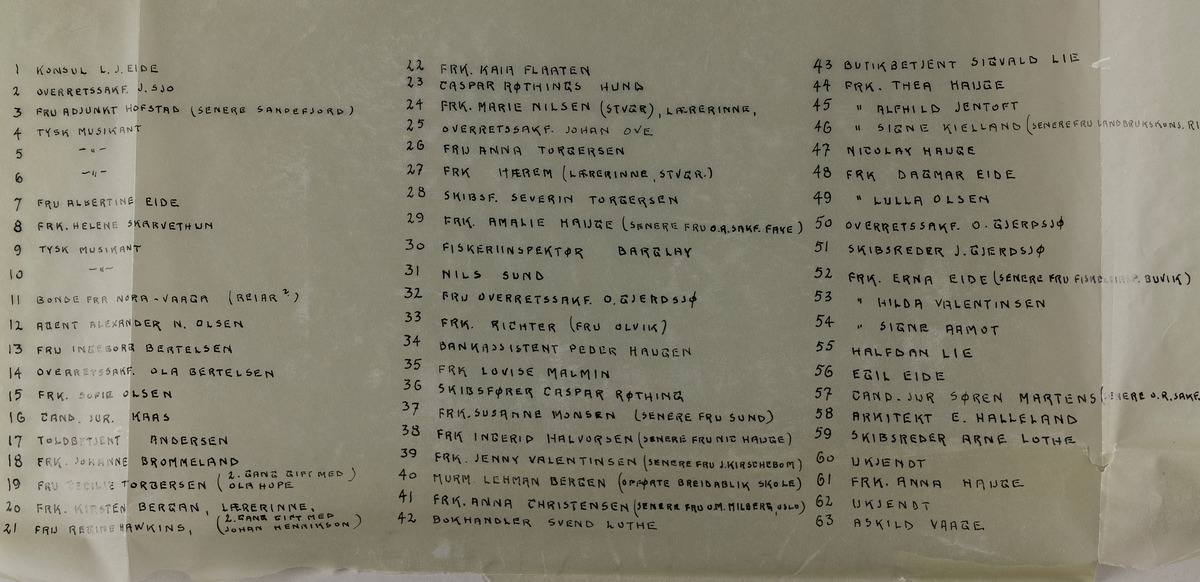 1 KONSUL L. J. EIDE
2 OVERRETSSAKF. J. SJO
3 FRU ADJUNKT HOFSTAD (SENERE SANDEFJORD)
4 TYSK MUSIKANT
5 -"-
6 -"-
7 FRU ALBERTINE EIDE
8 FRK. HELENE SKARVETHUN
9 TYSK MUSIKANT
10 -"-
11 BONDE FRA NORA-VAAGA (REIAR?)
12 AGENT ALEXANDER N. OLSEN
13 FRU INGEBORG BERTELSEN
14 OVERRETSSAKF. OLA BERTELSEN
15 FRK. SOFIE OLSEN
16 CAND. JUR. KAAS
17 TOLDBETJENT ANDERSEN
18 FRK. JOHANNE BROMMELAND
19 FRU CECILIE TORGERSEN (2. GANG GIFT MED OLA HOPE)
20 FRK. KIRSTEN BERGAN, LÆRERINNE,
21 FRU REGINE HAWKINS, (2. GANG GIFT MED JOHAN HENRIKSON)
22 FRK. KAIA FLAATEN
23 CASPAR RØTHINGS HUND
24 FRK. MARIE NILSEN (STVGR), LÆRERINNE,
25 OVERRETSSAKF. JOHAN OVE
26 FRU ANNA TORGERSEN
27 FRK HÆREM (LÆRERINNE, STVGR.)
28 SKIBSF. SEVERIN TORGERSEN
29 FRK. AMALIE HAUGE (SENERE FRU O.R.SAKF. FAYE)
30 FISKERIINSPEKTØR BARCLAY
31 NILS SUND
32 FRU OVERRETSSAKF. O. GJERDSJØ
33 FRK. RICHTER (FRU OLVIK)
34 BANKASSISTENT PEDER HAUGEN
35 FRK LOVISE MALMIN
36 SKIBSFØRER CASPAR RØTHING
37 FRK. SUSANNE MONSEN (SENERE FRU SUND)
38 FRK INGERID HALVORSEN (SENERE FRU NIC HAUGE)
39 FRK. JENNY VALENTINSEN (SENERE FRU J. KIRSCHEBOM)
40 MURM. LEHMAN BERGEN (OPPFØRTE BREIDABLIK SKOLE)
41 FRK. ANNA CHRISTENSEN (SENERE FRU O.M. MILBERG, OSLO)
42 BOKHANDLER SVEND LOTHE
43 BUTIKBETJENT SIGVALD LIE
44 FRK. THEA HAUGE
45 " ALFHILD JENTOFT
46 " SIGNE KIELLAND (SENERE FRU LANDBRUKSKONS. RI
47 NICOLAY HAUGE
48 FRK DAGMAR EIDE
49 " LULLA OLSEN
50 OVERRETSSAKF. O. GJERDSJØ
51 SKIBSREDER J. GJERDSJØ
52 FRK. ERNA EIDE (SENERE FRU BUVIK)
53 " HILDA VALENTINSEN
54 " SIGNE AAMOT
55 HALFDAN LIE
56 EGIL EIDE
57 CAND. JUR SØREN MARTENS (SENERE O.R.SAKF.
58 ARKITEKT E. HALLELAND
59 SKIBSREDER ARNE LOTHE
60 UKJENDT
61 FRK. ANNA HAUGE
62 UKJENDT
63 ASKILD VAAGE.